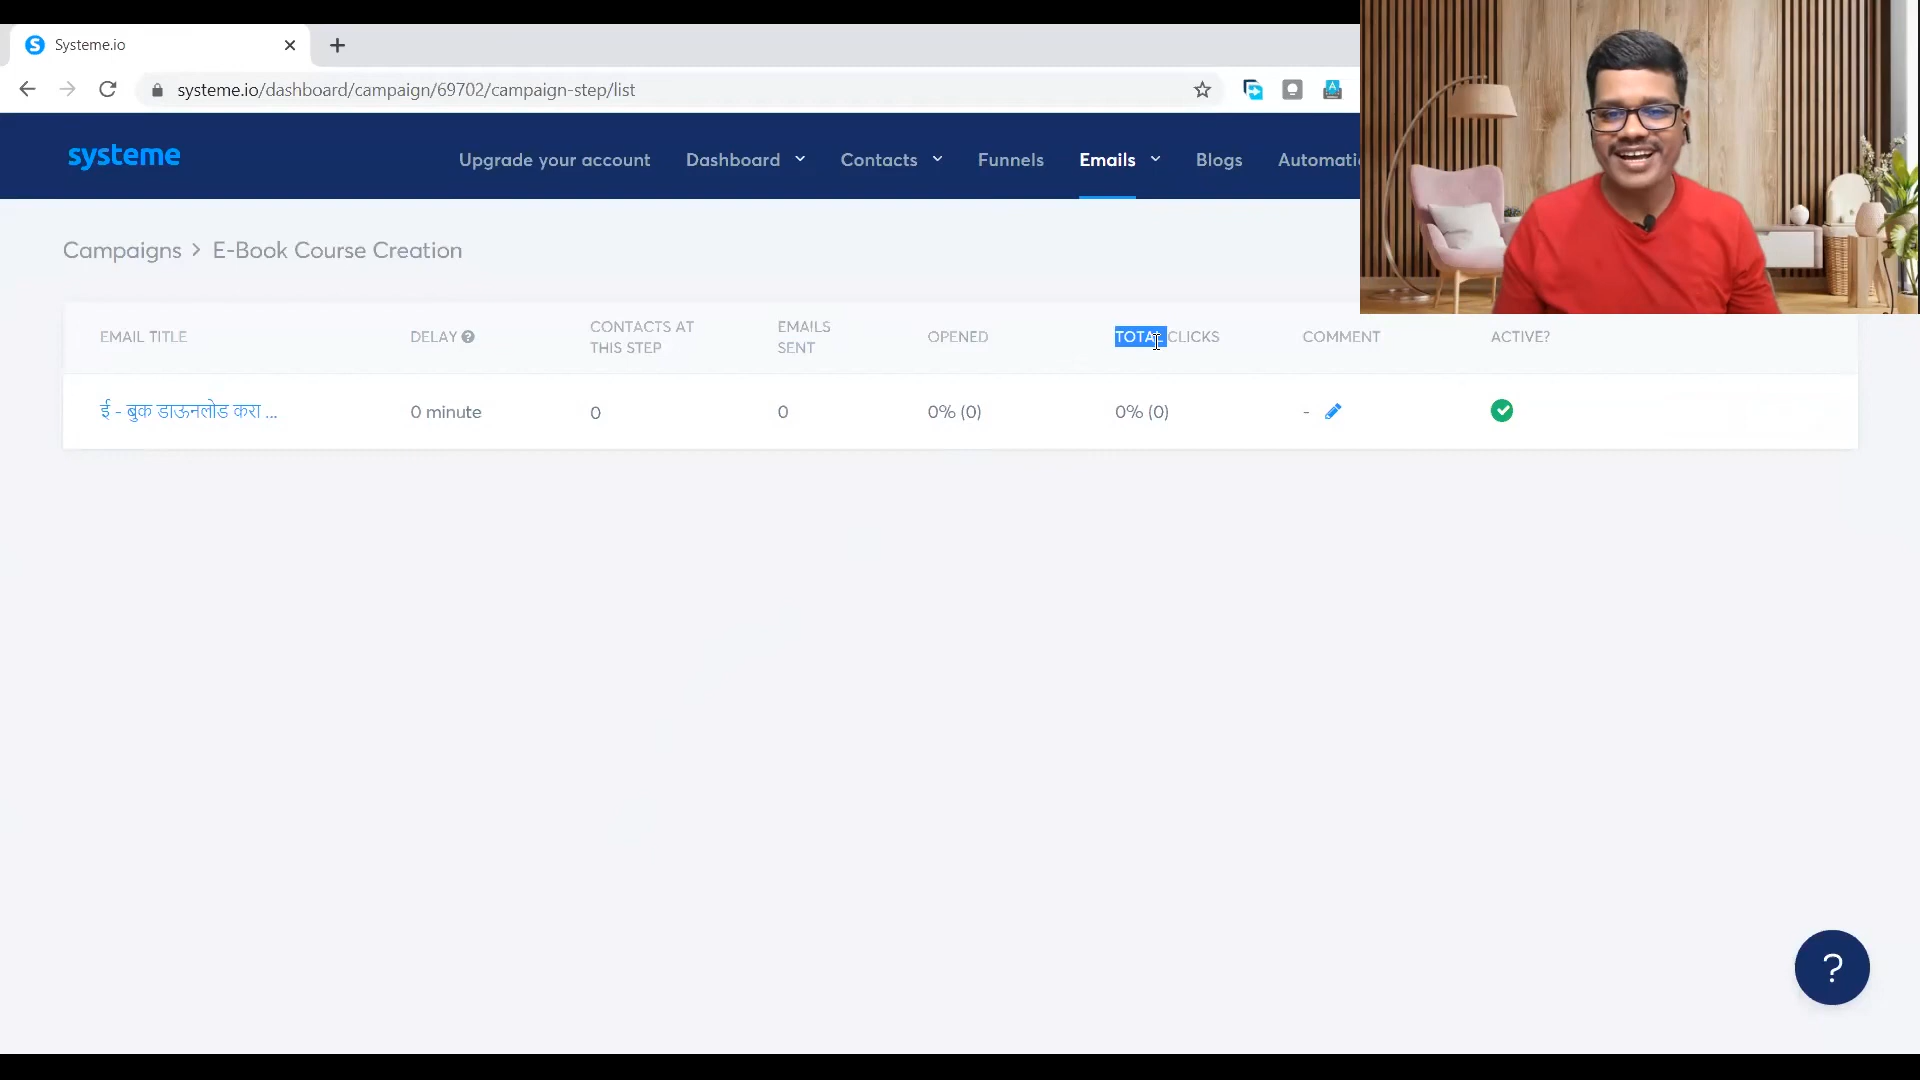 Systeme.io
systeme.io/dashboard/campaign/69702/campaign-step/list
systeme
Upgrade your account Dashboard Contacts Funnels Emails Blogs Automati
Campaigns > E-Book Course Creation
EMAIL TITLE DELAY ? CONTACTS AT THIS STEP EMAILS SENT OPENED TOTAL CLICKS COMMENT ACTIVE?
ई - बुक डाऊनलोड करा ... 0 minute 0 0 0% (0) 0% (0) -
?